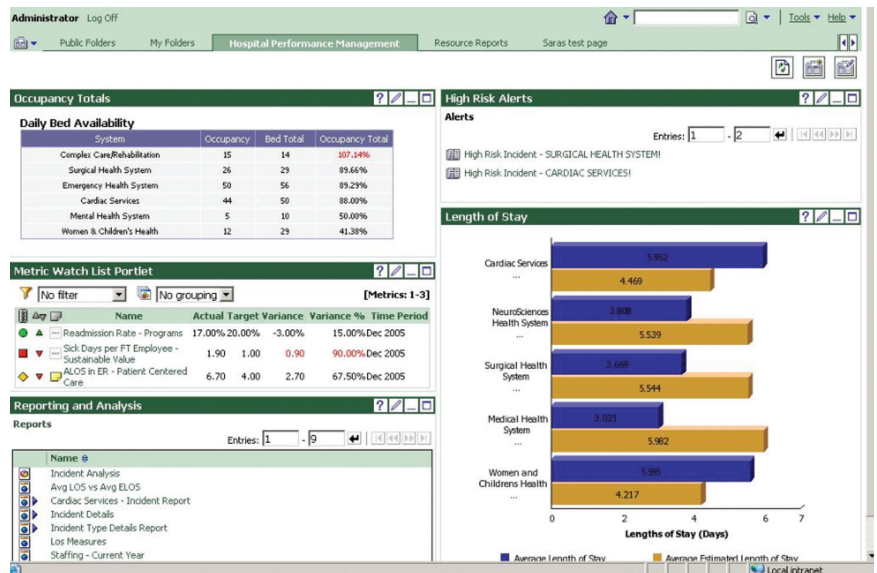 Administrator Log Off
Tools Help
Public Folders My Folders Hospital Performance Management Resource Reports Saras test page
Occupancy Totals
Daily Bed Availability
System Occupancy Bed Total Occupancy Total
Complex Care/Rehabilitation 15 14 107.14%
Surgical Health System 26 29 89.66%
Emergency Health System 50 56 89.29%
Cardiac Services 44 50 88.00%
Mental Health System 5 10 50.00%
Women & Children's Health 12 29 41.38%
Metric Watch List Portlet
No filter No grouping [Metrics: 1-3]
Name Actual Target Variance Variance % Time Period
Readmission Rate - Programs 17.00% 20.00% -3.00% 15.00% Dec 2005
Sick Days per FT Employee -
Sustainable Value 1.90 1.00 0.90 90.00% Dec 2005
ALOS in ER - Patient Centered
Care 6.70 4.00 2.70 67.50% Dec 2005
Reporting and Analysis
Reports
Entries: 1 - 9
Name
Incident Analysis
Avg LOS vs Avg ELOS
Cardiac Services - Incident Report
Incident Details
Incident Type Details Report
Los Measures
Staffing - Current Year
High Risk Alerts
Alerts
Entries: 1 - 2
High Risk Incident - SURGICAL HEALTH SYSTEM!
High Risk Incident - CARDIAC SERVICES!
Length of Stay
Cardiac Services
...
5.952
4.469
NeuroSciences
Health System
...
3.808
5.539
Surgical Health
System
...
3.669
5.544
Medical Health
System
...
3.021
5.982
Women and
Childrens Health
...
4.217
0 2 4 6 7
Lengths of Stay (Days)
Average Length of Stay Average Estimated Length of Stay
Local intranet